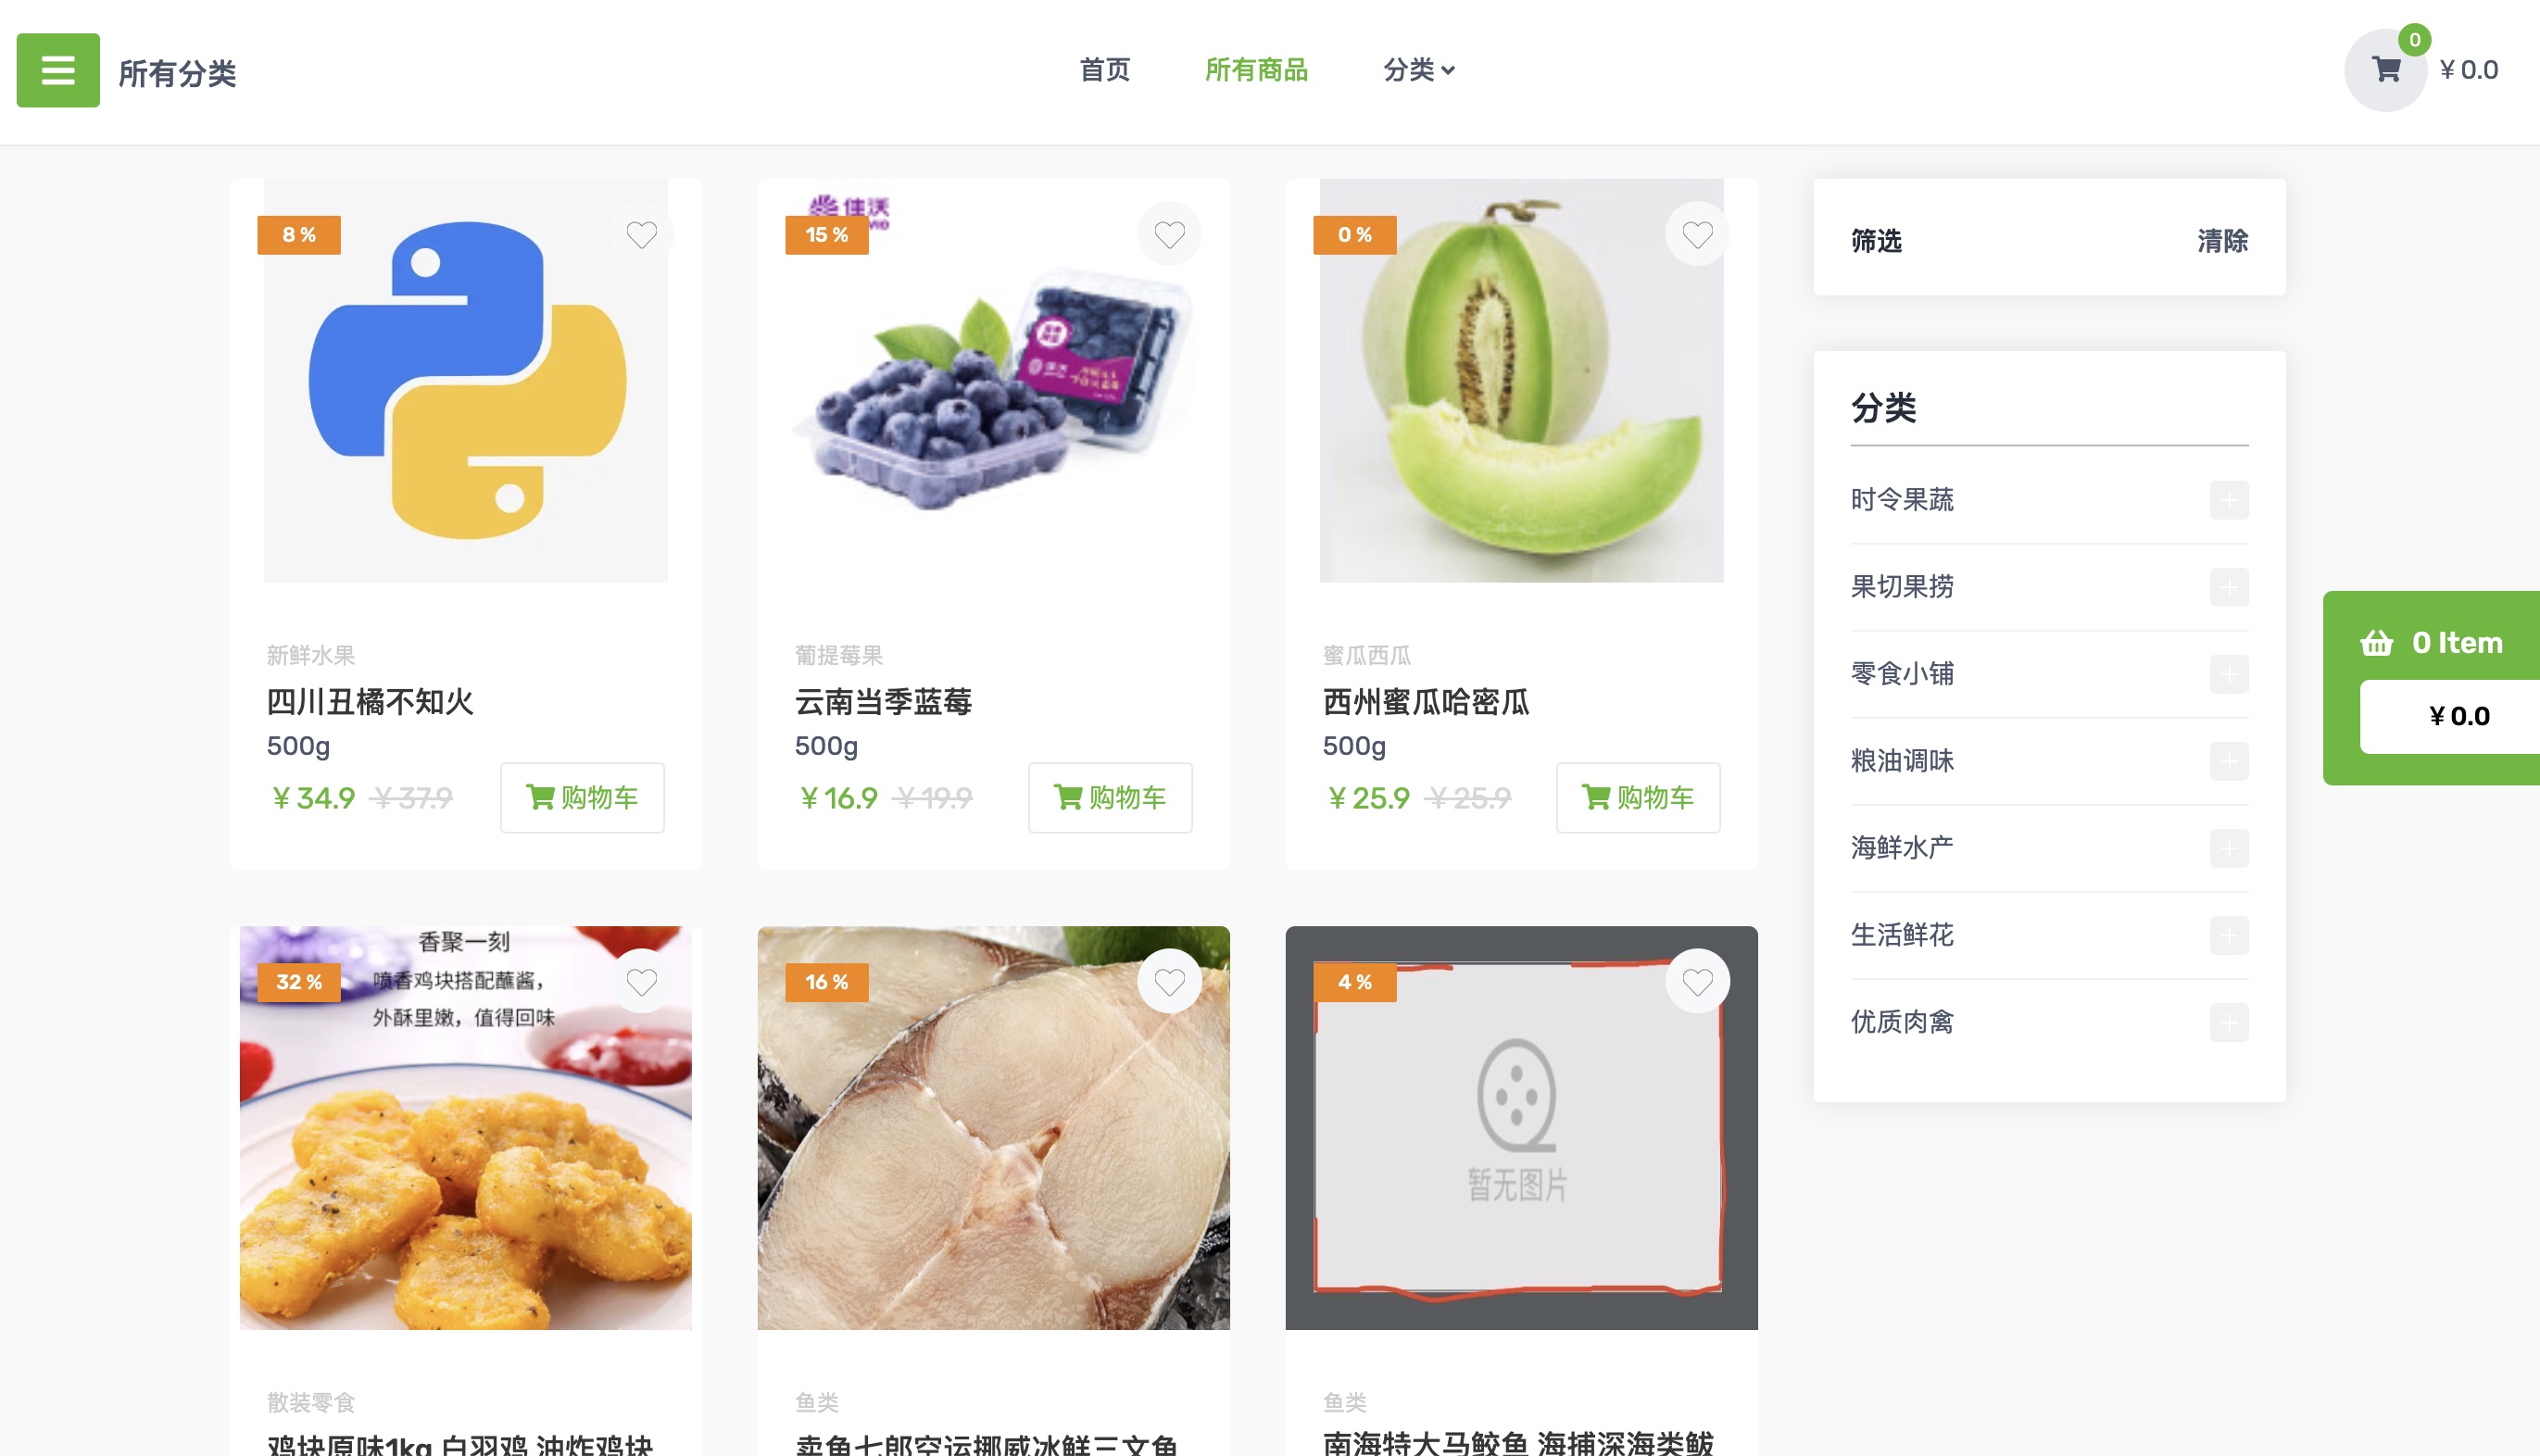 所有分类
首页
所有商品
分类
0
¥ 0.0
8 %
新鲜水果
四川丑橘不知火
500g
¥ 34.9 ¥ 37.9
购物车
佳沃
15 %
葡提莓果
云南当季蓝莓
500g
¥ 16.9 ¥ 19.9
购物车
0 %
蜜瓜西瓜
西州蜜瓜哈密瓜
500g
¥ 25.9 ¥ 25.9
购物车
筛选
清除
分类
时令果蔬
果切果捞
零食小铺
粮油调味
海鲜水产
生活鲜花
优质肉禽
0 Item
¥ 0.0
香聚一刻
32 %
喷香鸡块搭配蘸酱，
外酥里嫩，值得回味
散装零食
鸡块原味1kg 白羽鸡 油炸鸡块
16 %
鱼类
卖鱼七郎空运挪威冰鲜三文鱼
4 %
暂无图片
鱼类
南海特大马鲛鱼 海捕深海类鲅